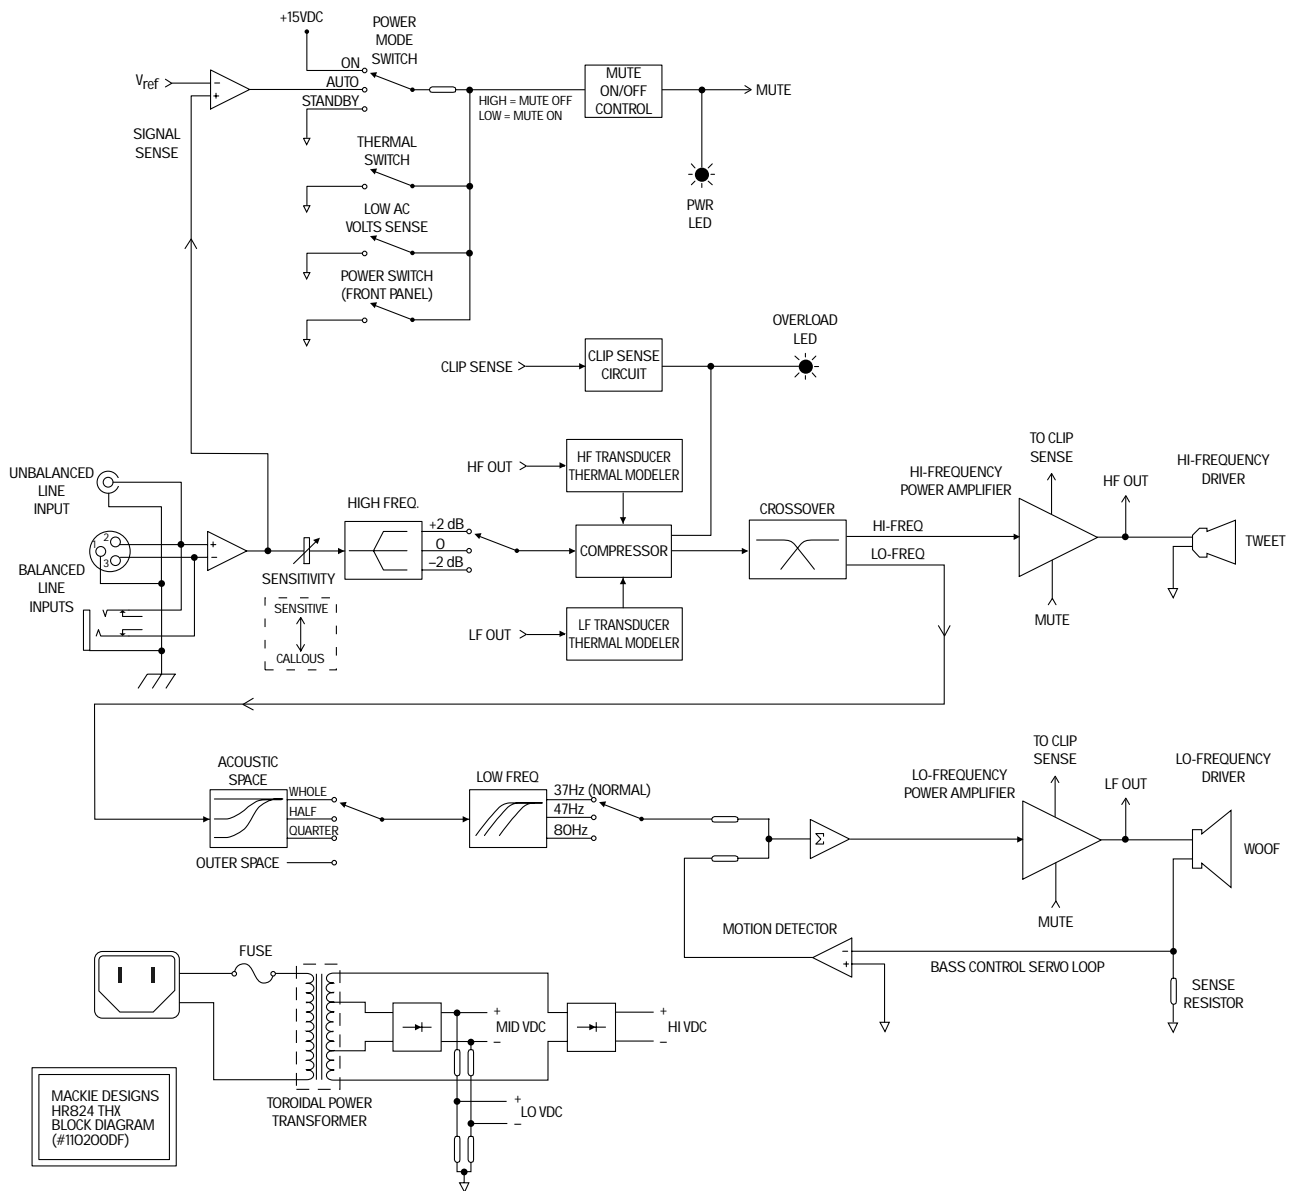 +15VDC
POWER
MODE
SWITCH
ON
Vref
AUTO
STANDBY
−
+
SIGNAL
SENSE
HIGH = MUTE OFF
LOW = MUTE ON
MUTE
ON/OFF
CONTROL
MUTE
PWR
LED
THERMAL
SWITCH
LOW AC
VOLTS SENSE
POWER SWITCH
(FRONT PANEL)
CLIP SENSE
CLIP SENSE
CIRCUIT
OVERLOAD
LED
UNBALANCED
LINE
INPUT
BALANCED
LINE
INPUTS
1
2
3
+
−
SENSITIVITY
SENSITIVE
CALLOUS
HIGH FREQ.
+2 dB
0
−2 dB
HF OUT
HF TRANSDUCER
THERMAL MODELER
COMPRESSOR
LF OUT
LF TRANSDUCER
THERMAL MODELER
CROSSOVER
HI-FREQ
LO-FREQ
HI-FREQUENCY
POWER AMPLIFIER
TO CLIP
SENSE
MUTE
HF OUT
HI-FREQUENCY
DRIVER
TWEET
ACOUSTIC
SPACE
WHOLE
HALF
QUARTER
OUTER SPACE
LOW FREQ
37Hz (NORMAL)
47Hz
80Hz
Σ
LO-FREQUENCY
POWER AMPLIFIER
TO CLIP
SENSE
MUTE
LF OUT
LO-FREQUENCY
DRIVER
WOOF
MOTION DETECTOR
−
+
BASS CONTROL SERVO LOOP
SENSE
RESISTOR
FUSE
TOROIDAL POWER
TRANSFORMER
+
MID VDC
−
+
HI VDC
−
+
LO VDC
−
MACKIE DESIGNS
HR824 THX
BLOCK DIAGRAM
(#110200DF)